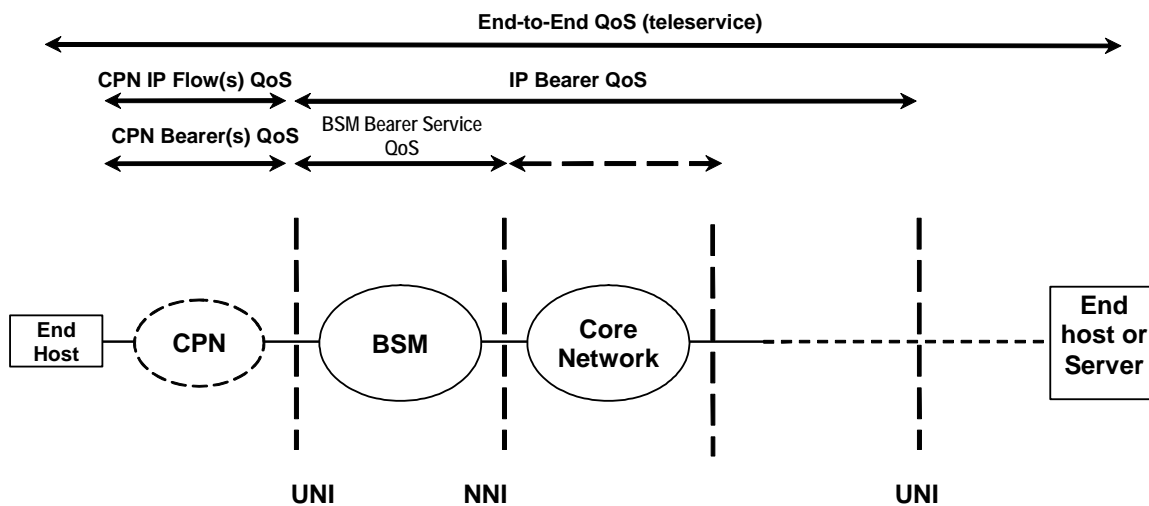 End-to-End QoS (teleservice)
CPN IP Flow(s) QoS
IP Bearer QoS
CPN Bearer(s) QoS
BSM Bearer Service
QoS
End
Host
CPN
BSM
Core
Network
End
host or
Server
UNI
NNI
UNI